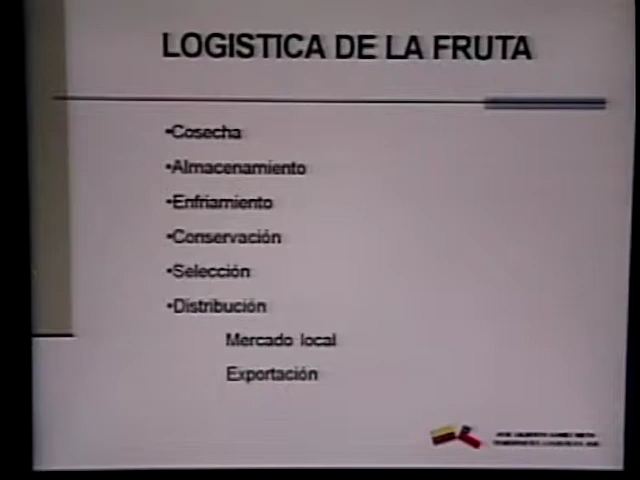 LOGISTICA DE LA FRUTA
•Cosecha
•Almacenamiento
•Enfriamiento
•Conservación
•Selección
•Distribución
Mercado local
Exportación